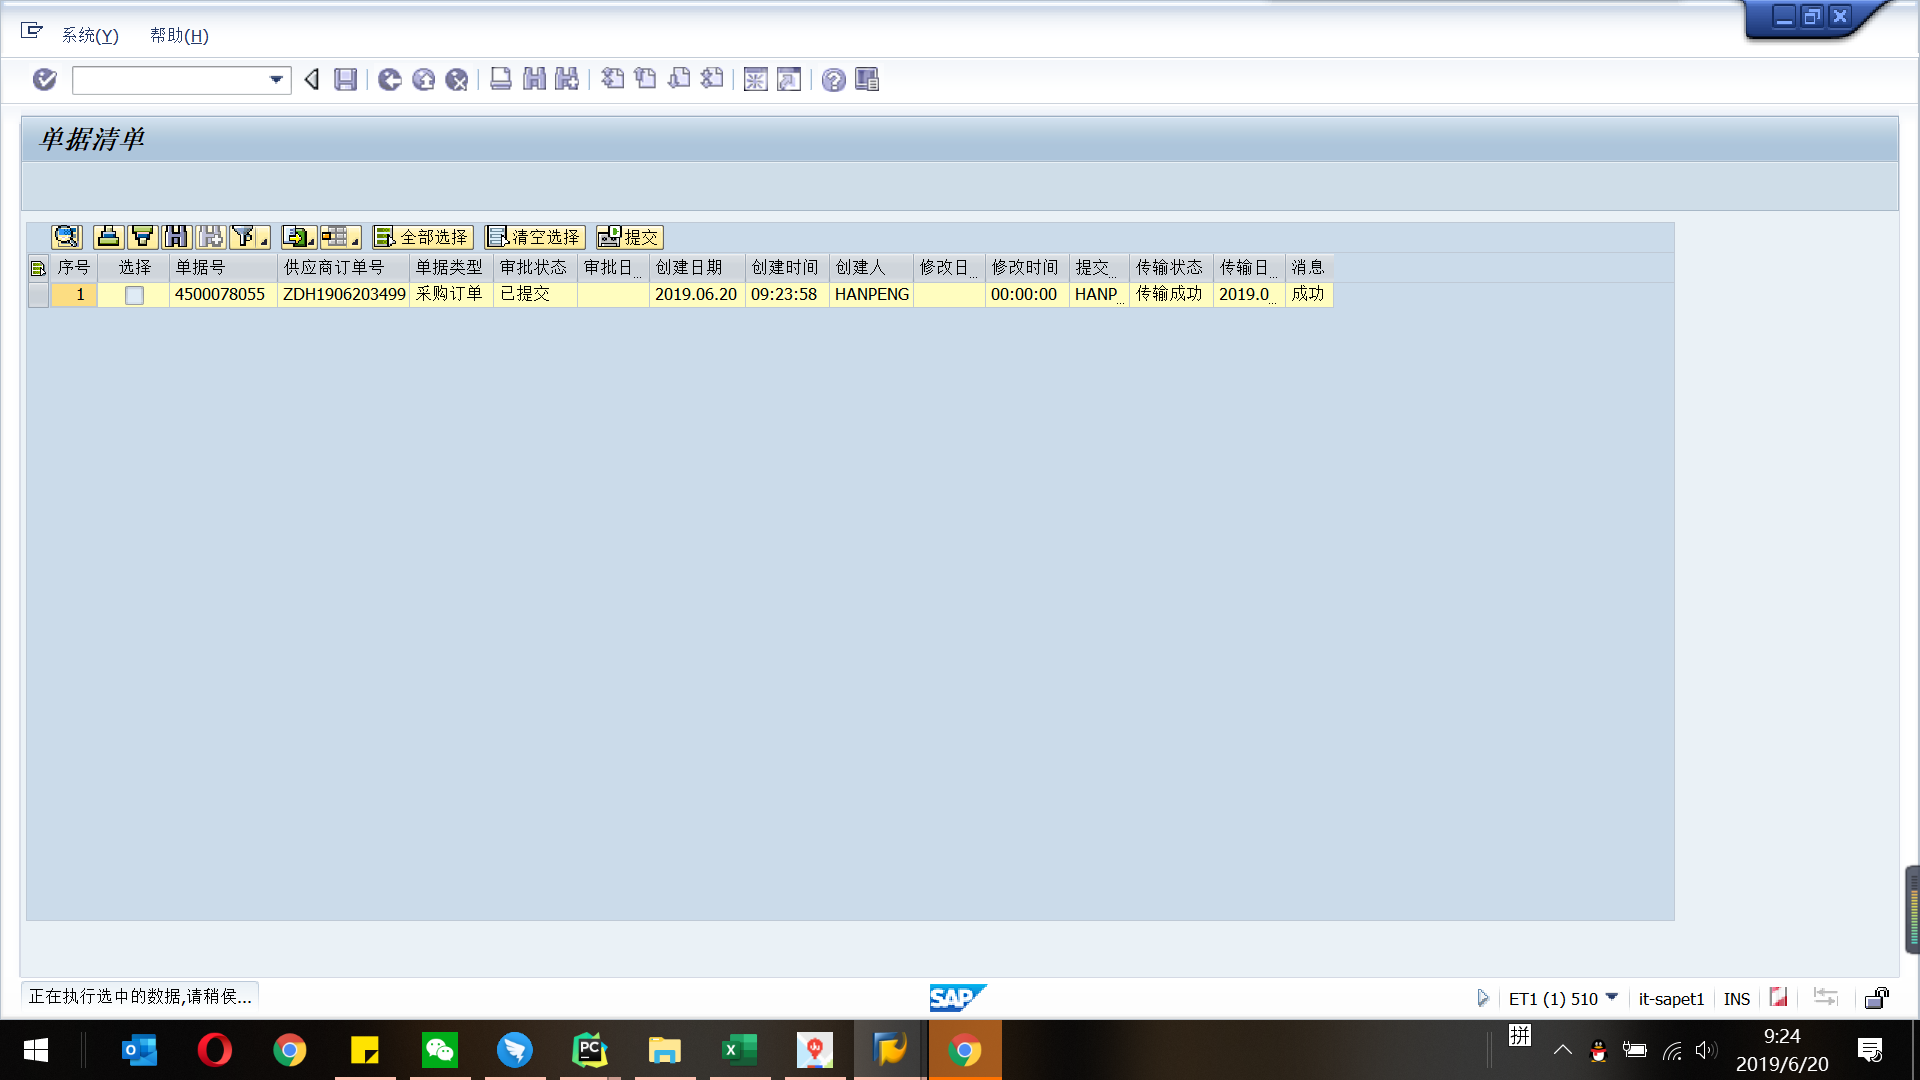 系统(Y) 帮助(H)
单据清单
全部选择 清空选择 提交
序号 选择 单据号 供应商订单号 单据类型 审批状态 审批日... 创建日期 创建时间 创建人 修改日... 修改时间 提交... 传输状态 传输日... 消息
1 4500078055 ZDH1906203499 采购订单 已提交 2019.06.20 09:23:58 HANPENG 00:00:00 HANP... 传输成功 2019.0... 成功
正在执行选中的数据,请稍侯...
SAP
ET1 (1) 510 it-sapet1 INS
拼
9:24
2019/6/20